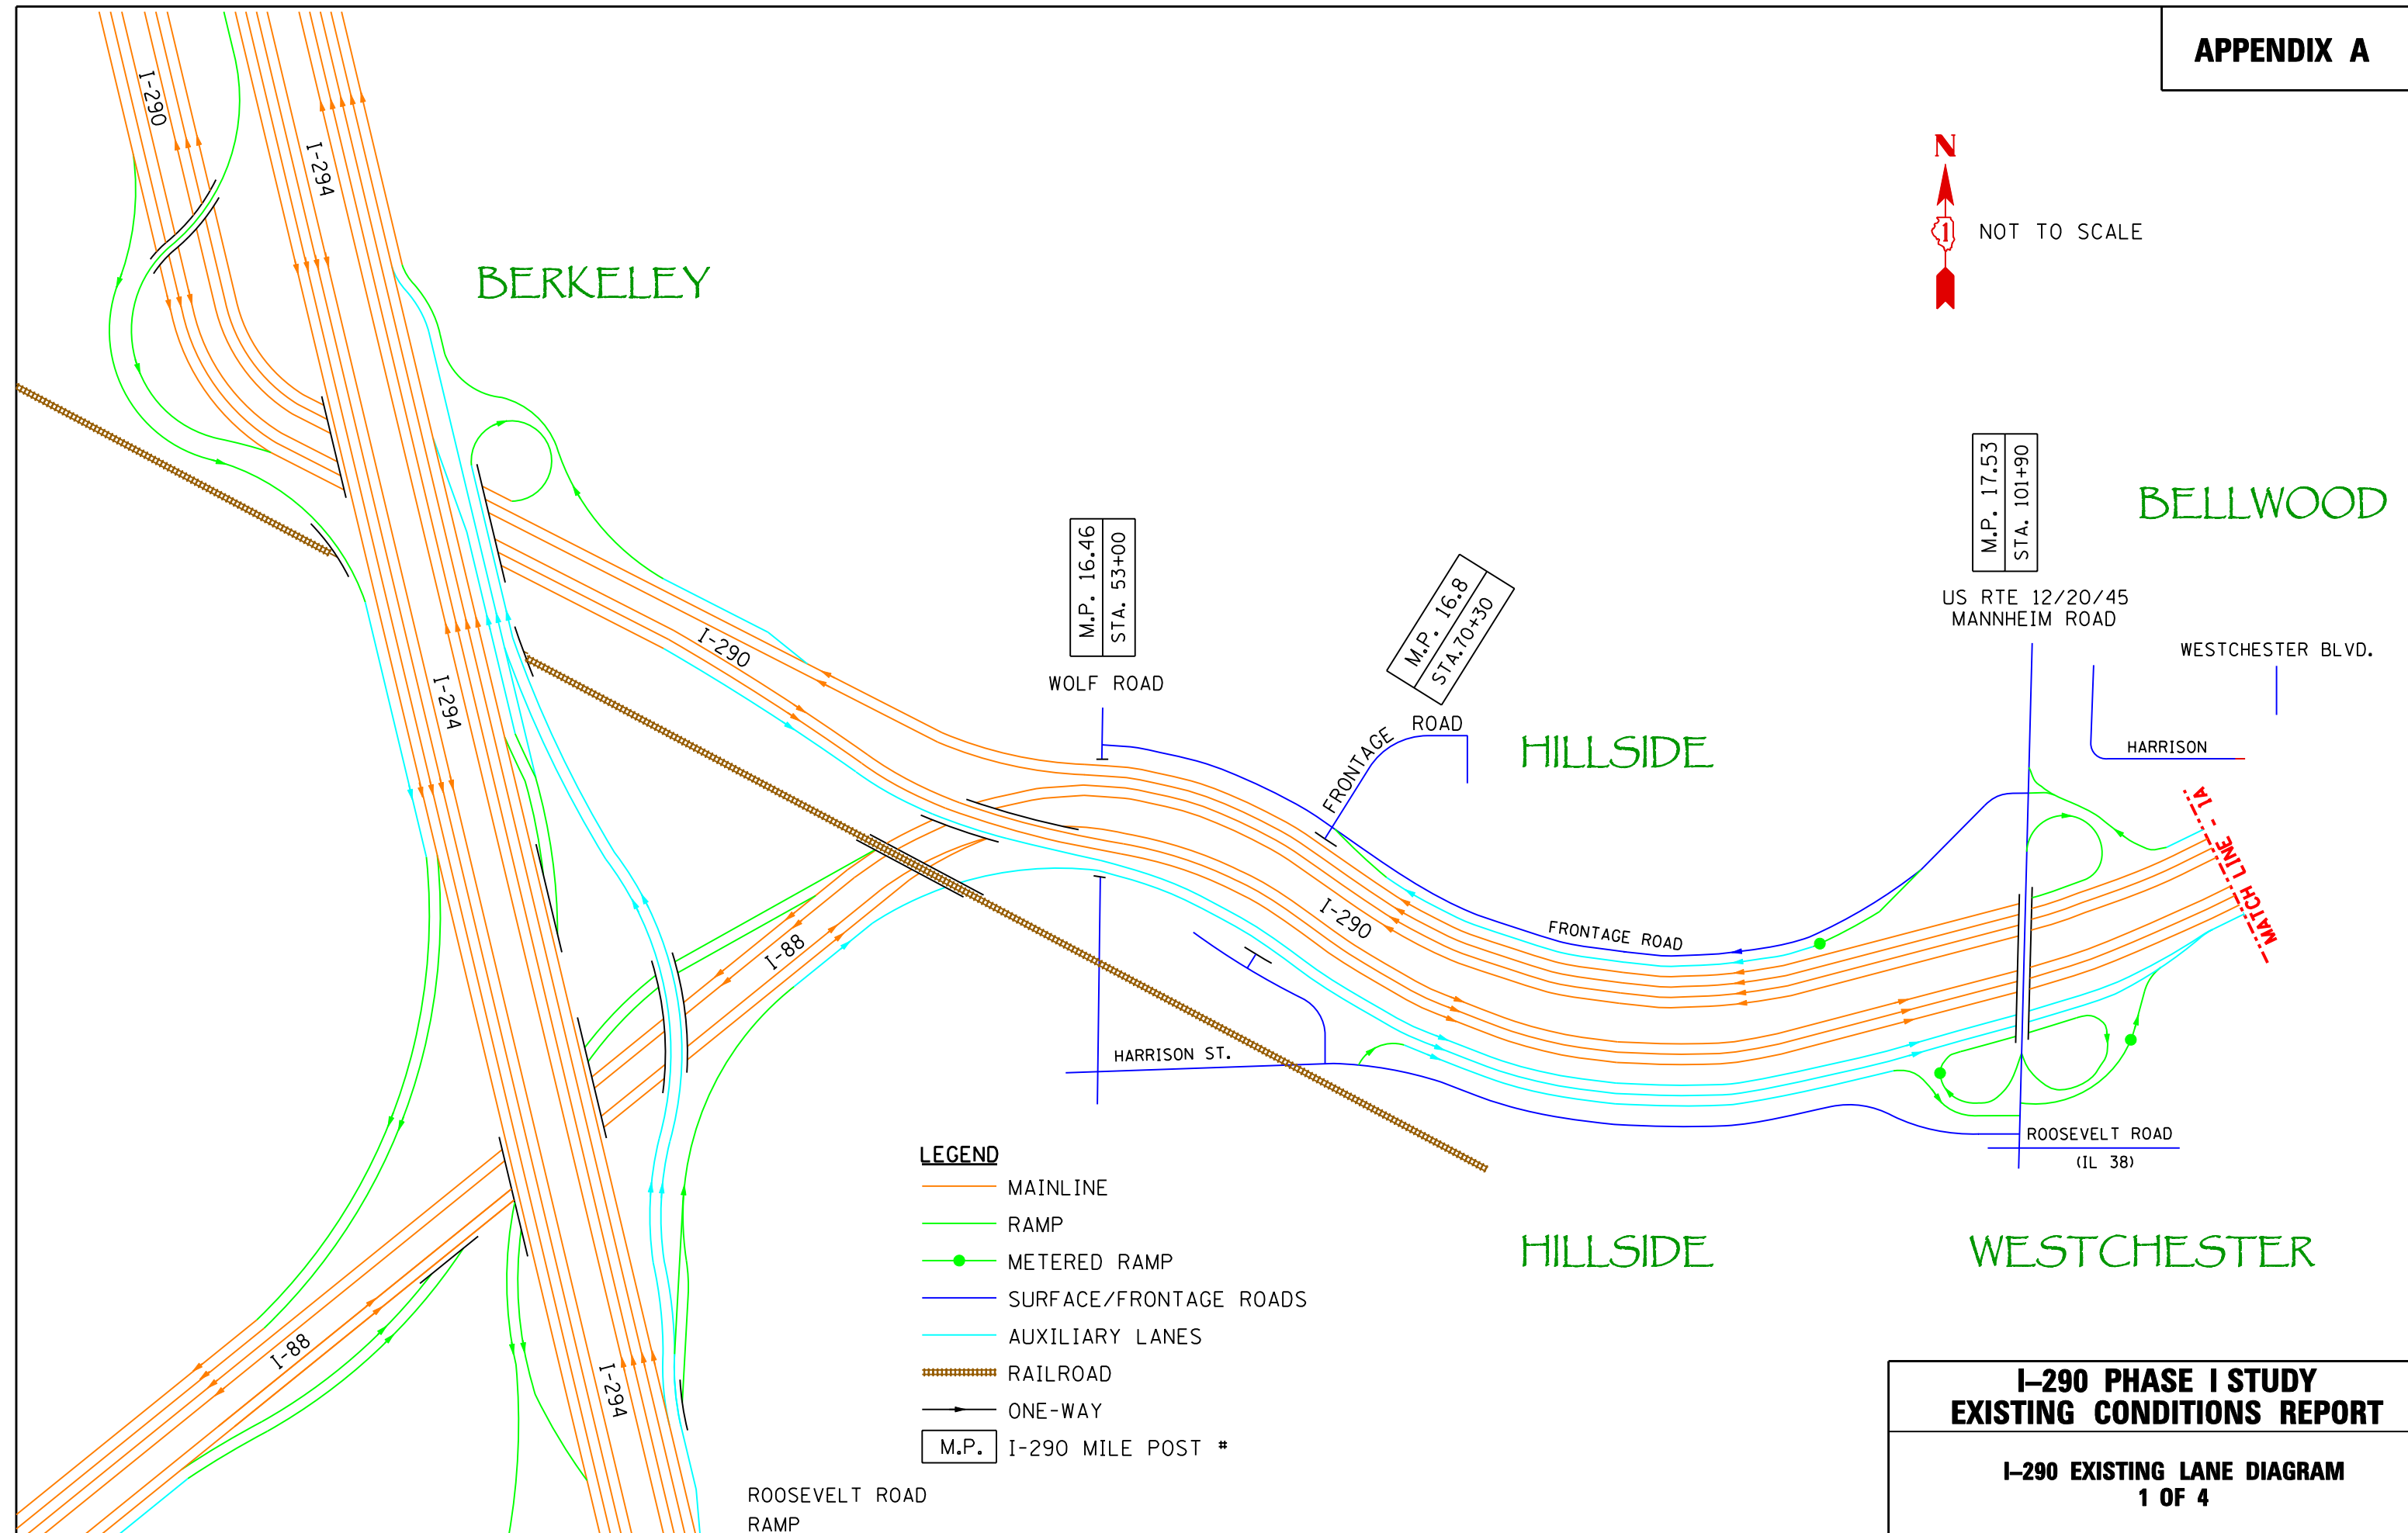 APPENDIX A
N
1
NOT TO SCALE
I-290
I-294
BERKELEY
M.P. 16.46
STA. 53+00
WOLF ROAD
M.P. 16.8
STA.70+30
FRONTAGE ROAD
M.P. 17.53
STA. 101+90
US RTE 12/20/45
MANNHEIM ROAD
BELLWOOD
WESTCHESTER BLVD.
HARRISON
I-290
I-294
HILLSIDE
MATCH LINE - 1A
I-290
FRONTAGE ROAD
I-88
HARRISON ST.
ROOSEVELT ROAD
(IL 38)
HILLSIDE
WESTCHESTER
I-88
I-294
LEGEND
MAINLINE
RAMP
METERED RAMP
SURFACE/FRONTAGE ROADS
AUXILIARY LANES
RAILROAD
ONE-WAY
M.P. I-290 MILE POST #
ROOSEVELT ROAD
RAMP
I-290 PHASE I STUDY
EXISTING CONDITIONS REPORT
I-290 EXISTING LANE DIAGRAM
1 OF 4